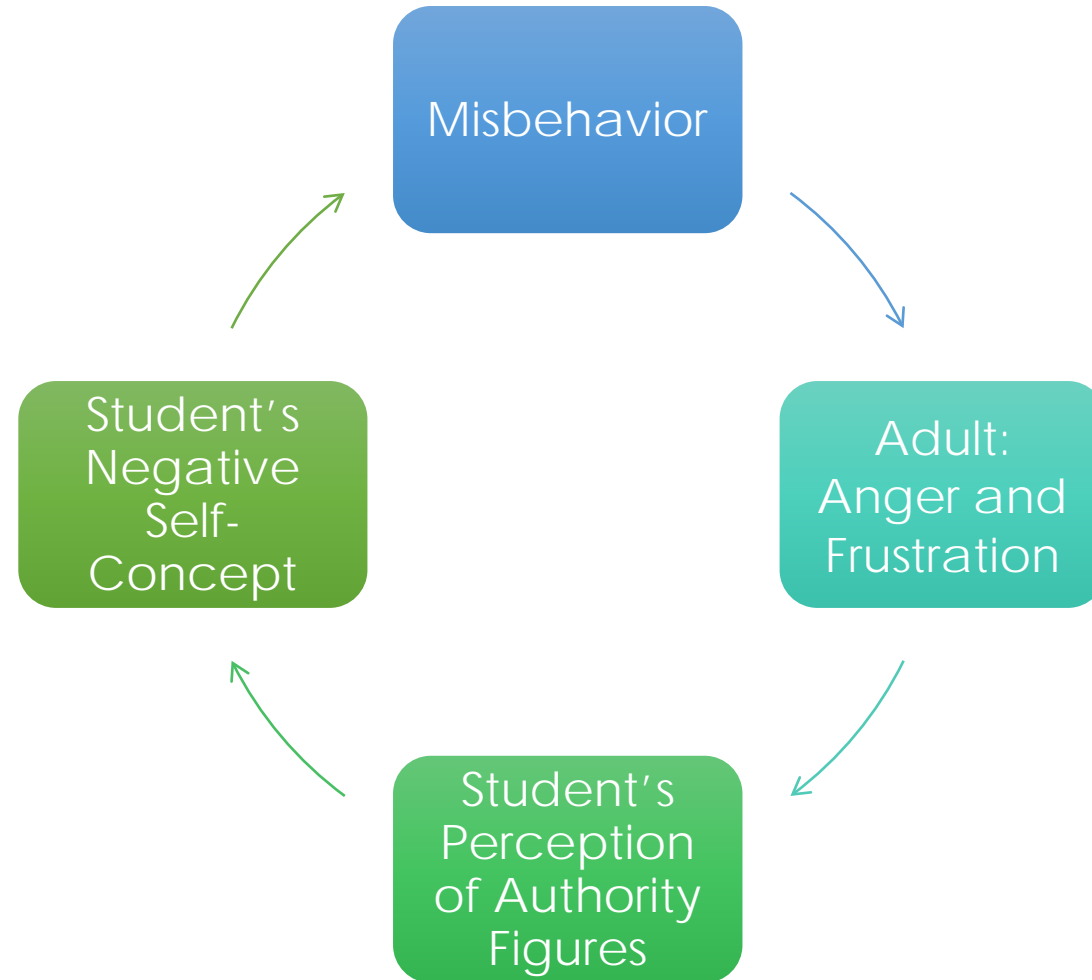 Misbehavior
Adult:
Anger and
Frustration
Student’s
Perception
of Authority
Figures
Student’s
Negative
Self-
Concept